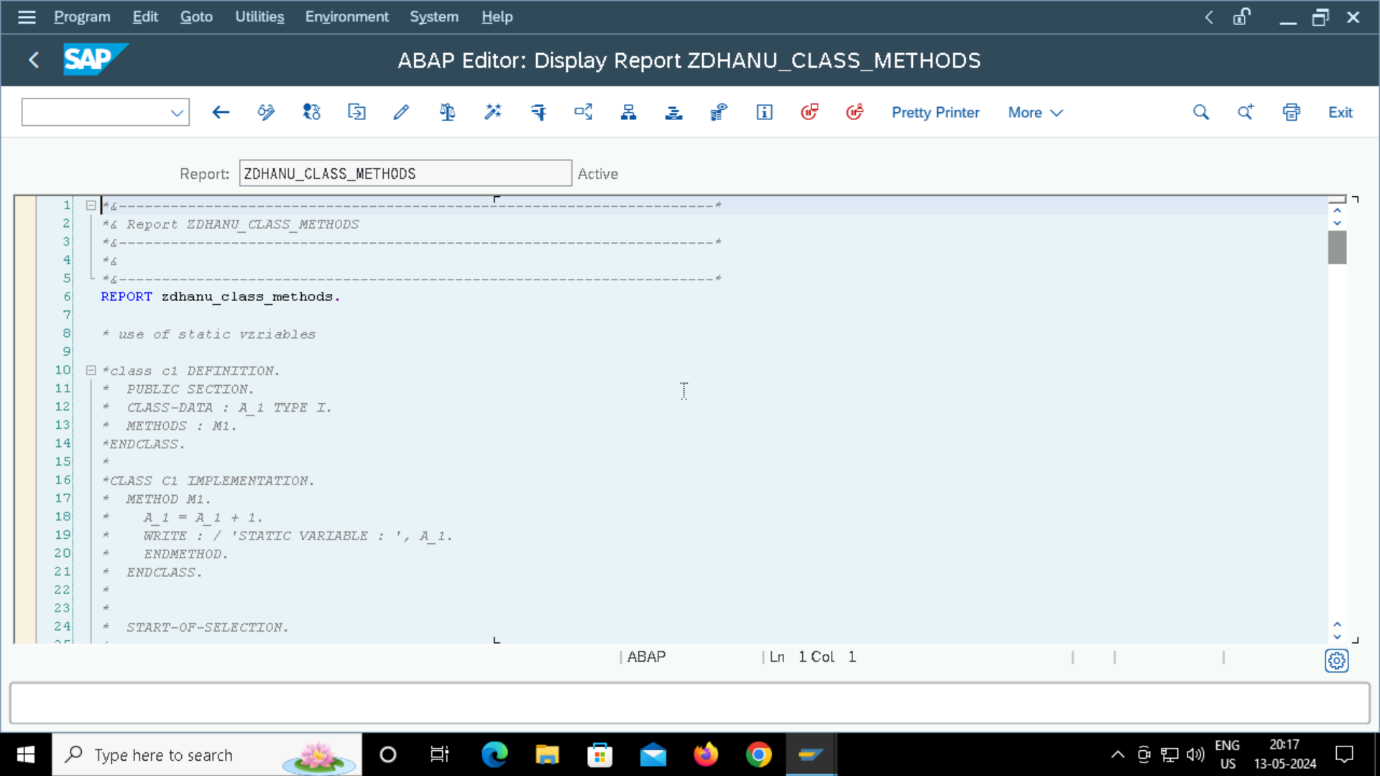 Program Edit Goto Utilities Environment System Help
SAP ABAP Editor: Display Report ZDHANU_CLASS_METHODS
Pretty Printer More Exit
Report: ZDHANU_CLASS_METHODS Active
1 *&---------------------------------------------------------------------*
2 *& Report ZDHANU_CLASS_METHODS
3 *&---------------------------------------------------------------------*
4 *&
5 *&---------------------------------------------------------------------*
6 REPORT zdhanu_class_methods.
7
8 * use of static vzriables
9
10 *class c1 DEFINITION.
11 *  PUBLIC SECTION.
12 *  CLASS-DATA : A_1 TYPE I.
13 *  METHODS : M1.
14 *ENDCLASS.
15 *
16 *CLASS C1 IMPLEMENTATION.
17 *  METHOD M1.
18 *    A_1 = A_1 + 1.
19 *    WRITE : / 'STATIC VARIABLE : ', A_1.
20 *    ENDMETHOD.
21 *  ENDCLASS.
22 *
23 *
24 *  START-OF-SELECTION.
ABAP Ln 1 Col 1
Type here to search
ENG 20:17
US 13-05-2024